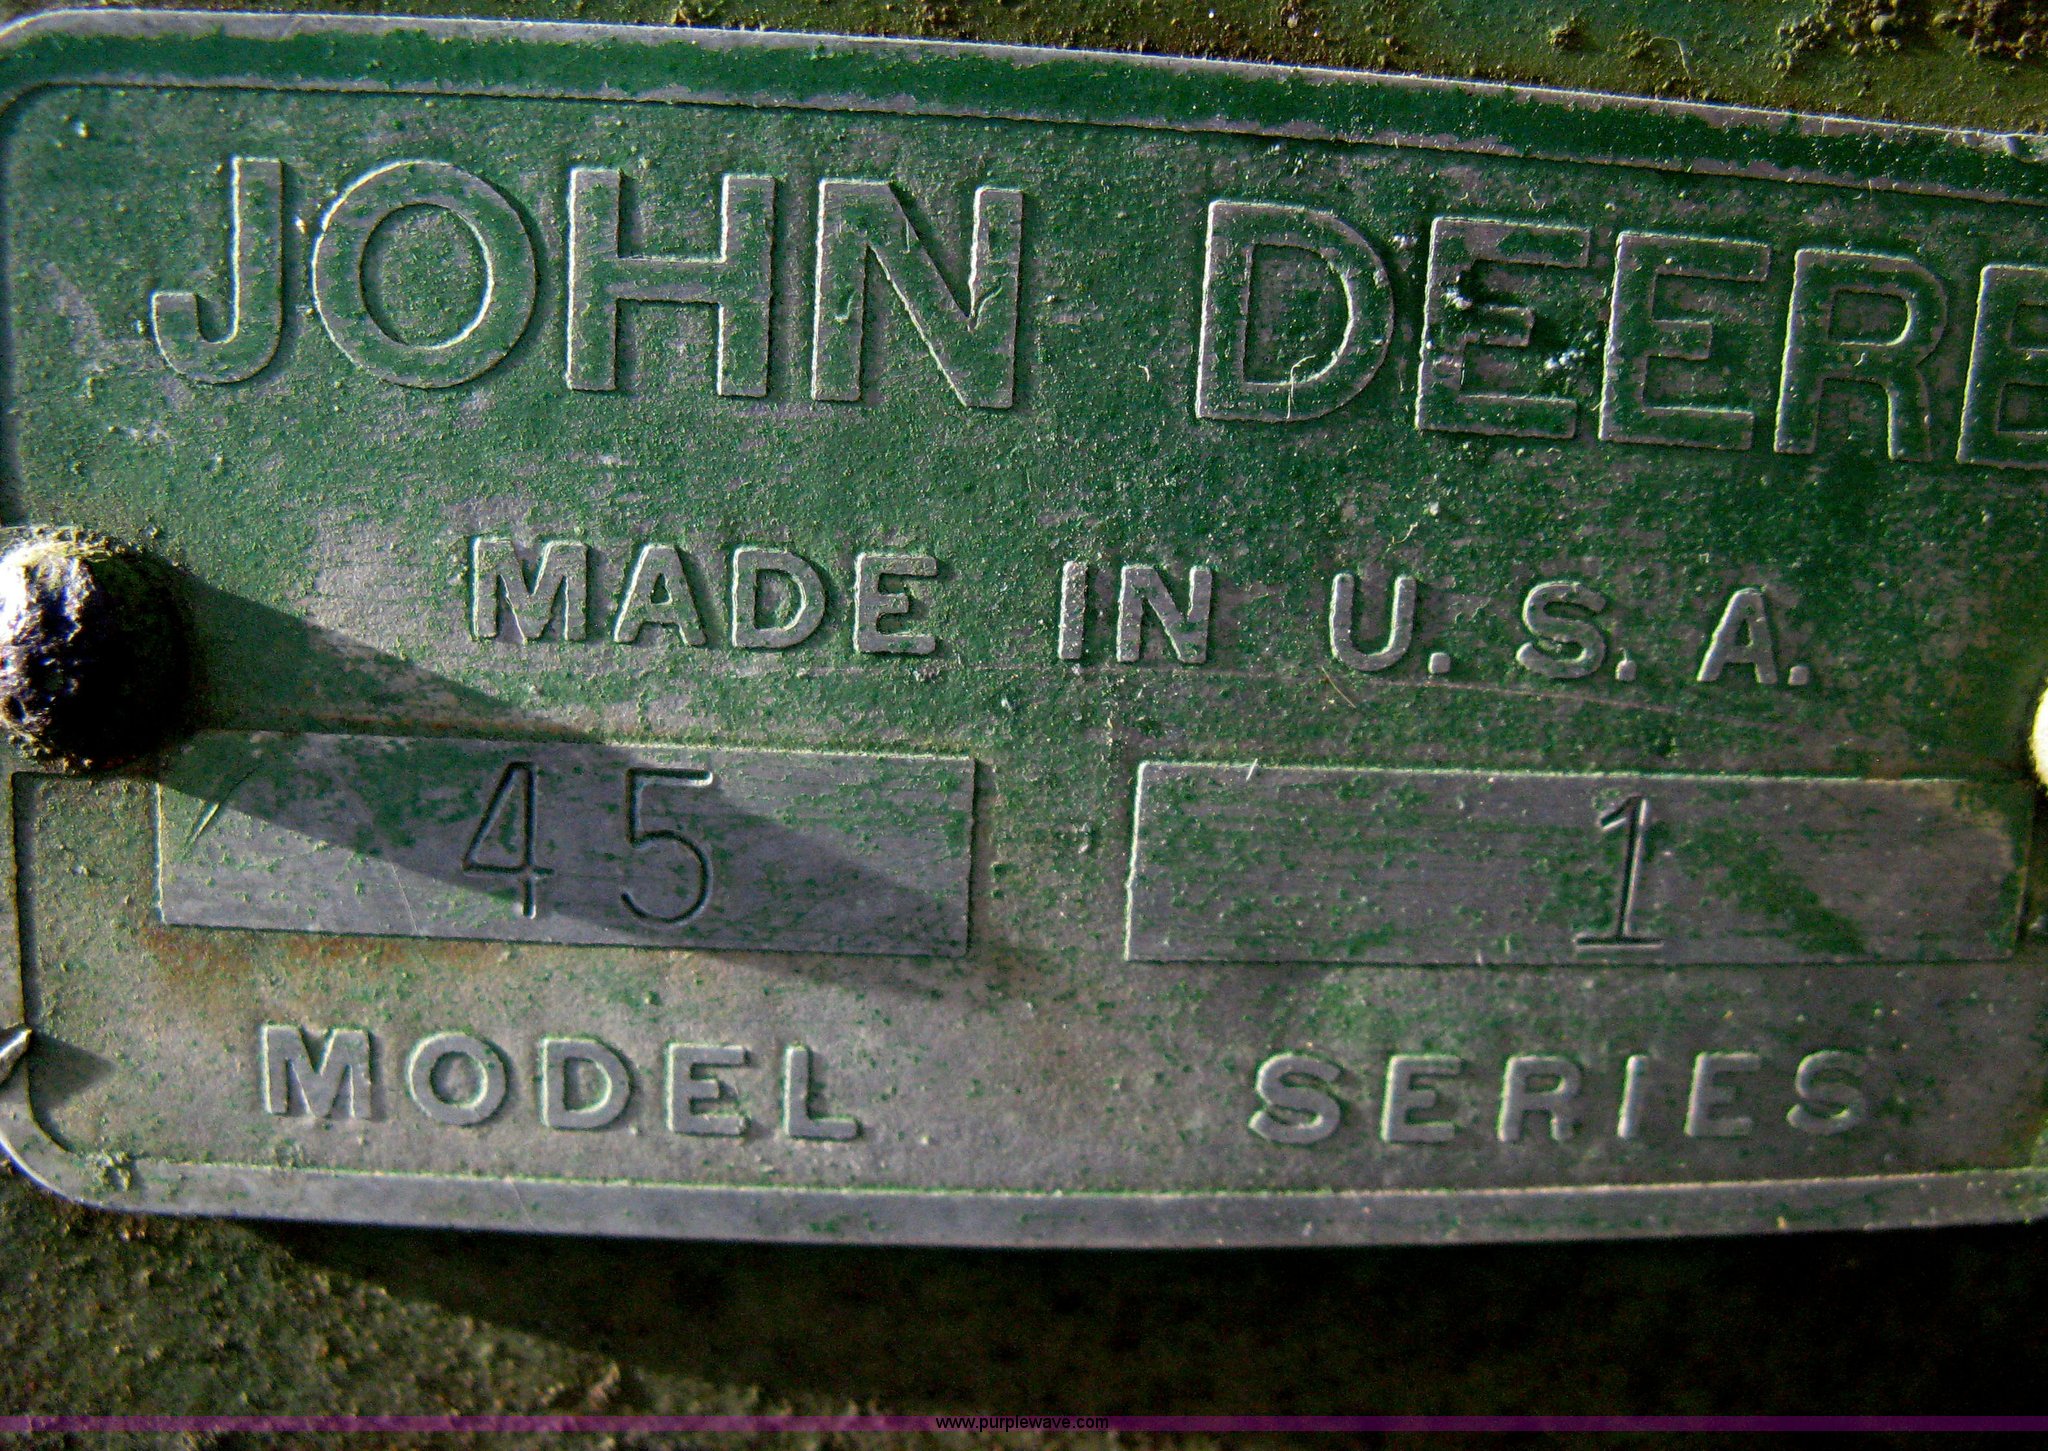 JOHN DEERE
MADE IN U.S.A.
45 1
MODEL SERIES
www.purplewave.com